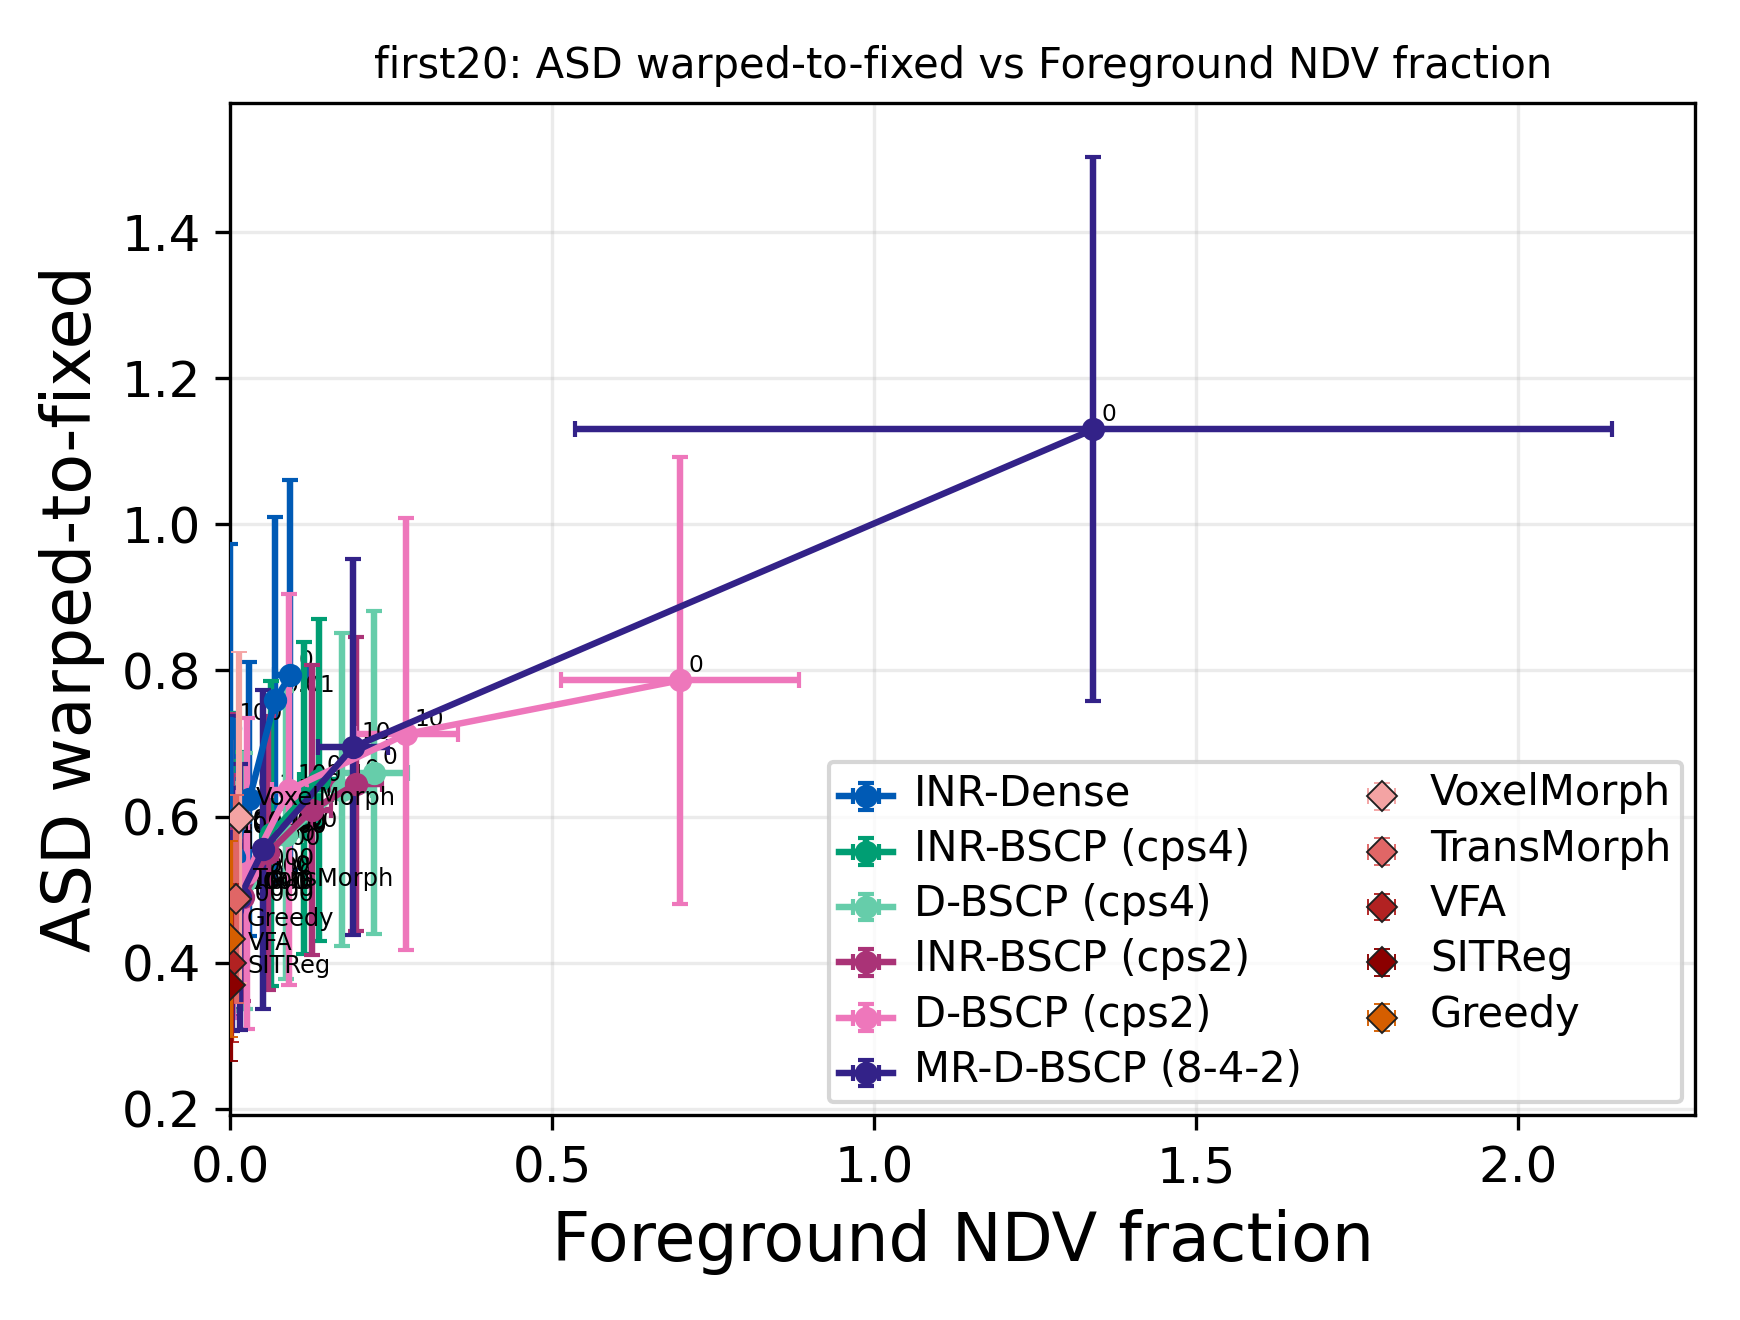 first20: ASD warped-to-fixed vs Foreground NDV fraction
ASD warped-to-fixed
1.4
1.2
1.0
0.8
0.6
0.4
0.2
0
0
10
10
0
100
VoxelMorph
TransMorph
Greedy
VFA
SITReg
INR-Dense
INR-BSCP (cps4)
D-BSCP (cps4)
INR-BSCP (cps2)
D-BSCP (cps2)
MR-D-BSCP (8-4-2)
VoxelMorph
TransMorph
VFA
SITReg
Greedy
0.0
0.5
1.0
1.5
2.0
Foreground NDV fraction